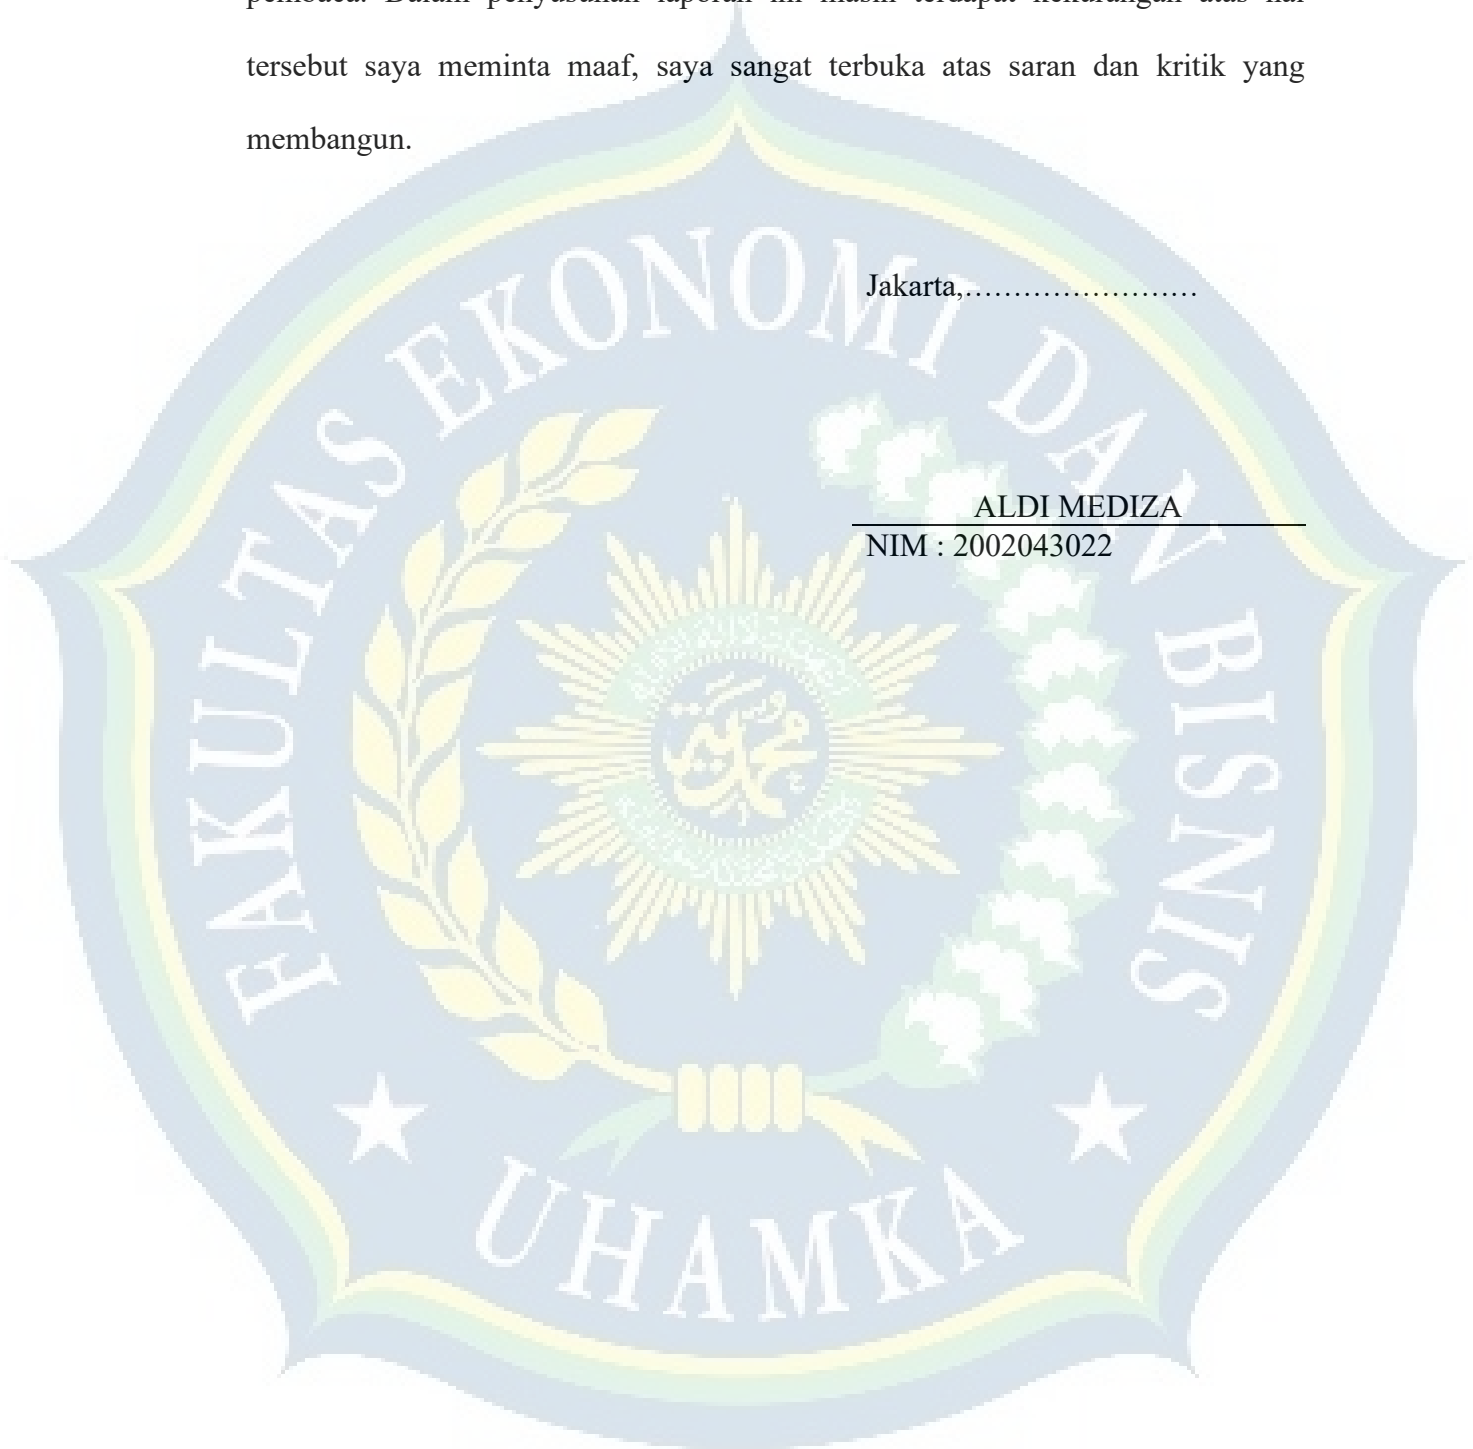 pembaca. Dalam penyusunan laporan ini masih terdapat kekurangan atas hal
tersebut saya meminta maaf, saya sangat terbuka atas saran dan kritik yang
membangun.
Jakarta,........................
ALDI MEDIZA
NIM : 2002043022
FAKULTAS EKONOMI DAN BISNIS
محمدية
UHAMKA